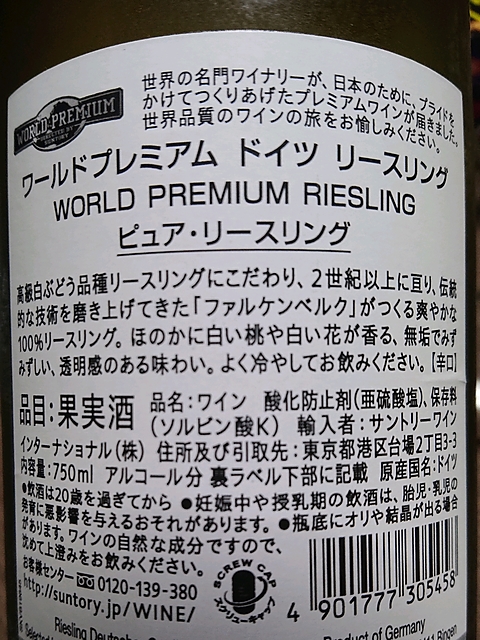 WORLD PREMIUM
SELECTED BY
SUNTORY
世界の名門ワイナリーが、日本のために、プライドを
かけてつくりあげたプレミアムワインが届きました。
世界品質のワインの旅をお愉しみください。
ワールドプレミアム ドイツ リースリング
WORLD PREMIUM RIESLING
ピュア・リースリング
高級白ぶどう品種リースリングにこだわり、2世紀以上に亘り、伝統
的な技術を磨き上げてきた「ファルケンベルク」がつくる爽やかな
100%リースリング。ほのかに白い桃や白い花が香る、無垢でみず
みずしい、透明感のある味わい。よく冷やしてお飲みください。【辛口】
品目:果実酒 品名:ワイン 酸化防止剤(亜硫酸塩)、保存料
(ソルビン酸K) 輸入者:サントリーワイン
インターナショナル(株) 住所及び引取先:東京都港区台場2丁目3-3
内容量:750ml アルコール分 裏ラベル下部に記載 原産国名:ドイツ
●飲酒は20歳を過ぎてから ●妊娠中や授乳期の飲酒は、胎児・乳児の
発育に悪影響を与えるおそれがあります。●瓶底にオリや結晶が出る場合
があります。ワインの自然な成分ですので、
沈めて上澄みをお飲みください。
お客様センター 0120-139-380
http://suntory.jp/WINE/
SCREW CAP
スクリューキャップ
4 901777 305458
Riesling Deutscher
Product of Germany
Bingen